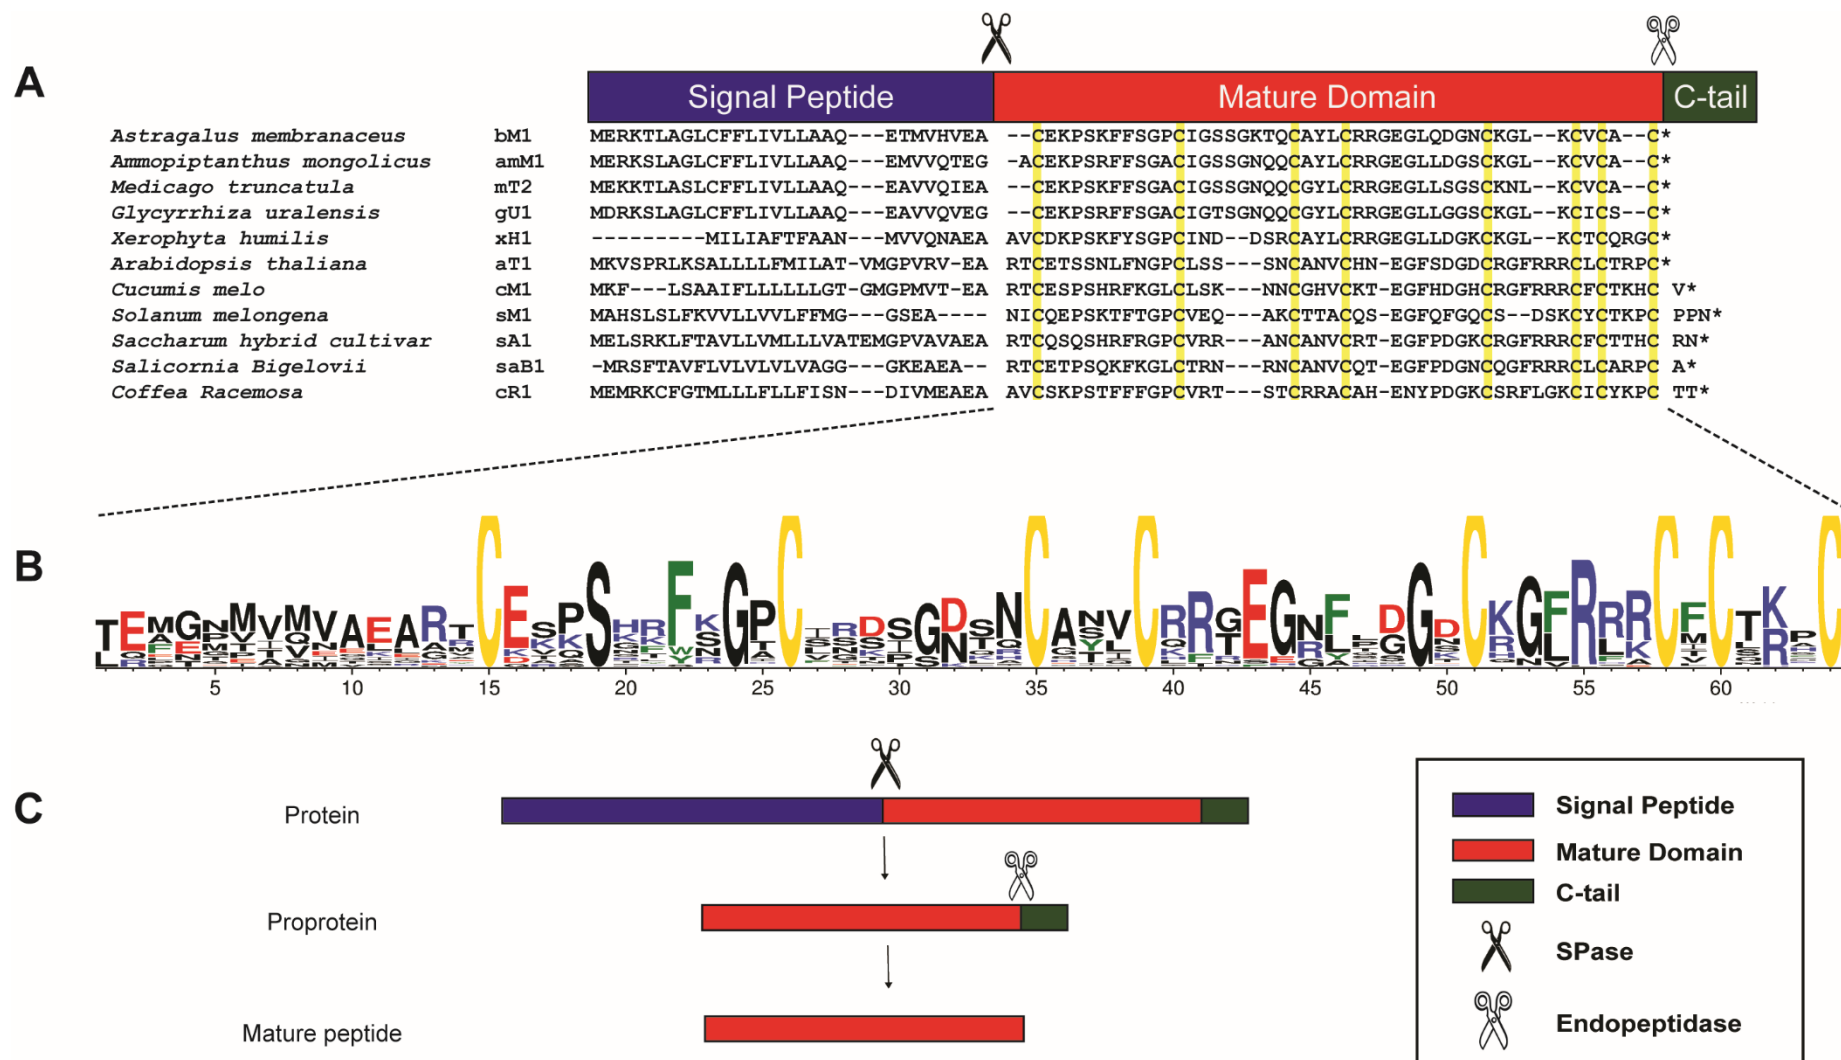 A
Signal Peptide Mature Domain C-tail
Astragalus membranaceus bM1 MERKTLAGLCFFLIVLLAAQ---ETMVHVEA --CEKPSKFFSGPCIGSSGKTQCAYLCRRGEGLQDGNCKGL--KCVCA--C*
Ammopiptanthus mongolicus amM1 MERKSLAGLCFFLIVLLAAQ---EMVVQTEG -ACEKPSRFFSGACIGSSGNQQCAYLCRRGEGLLDGSCKGL--KCVCA--C*
Medicago truncatula mT2 MEKKTLASLCFFLIVLLAAQ---EAVVQIEA --CEKPSKFFSGACIGSSGNQQCGYLCRRGEGLLSGSCKNL--KCVCA--C*
Glycyrrhiza uralensis gU1 MDRKSLAGLCFFLIVLLAAQ---EAVVQVEG --CEKPSRFFSGACIGTSGNQQCGYLCRRGEGLLGGSCKGL--KCICS--C*
Xerophyta humilis xH1 ---------MILIAFTFAAN---MVVQNAEA AVCDKPSKFYSGPCIND--DSRCAYLCRRGEGLLDGKCKGL--KCTCQRGC*
Arabidopsis thaliana aT1 MKVSPRLKSALLLLFMILAT-VMGPVRV-EA RTCETSSNLFNGPCLSS---SNCANVCHN-EGFSDGDCRGFRRRCLCTRPC*
Cucumis melo cM1 MKF---LSAAIFLLLLLLGT-GMGPMVT-EA RTCESPSHRFKGLCLSK---NNCGHVCKT-EGFHDGHCRGFRRRCFCTKHC V*
Solanum melongena sM1 MAHSLSLFKVVLLVVLFFMG---GSEA---- NICQEPSKTFTGPCVEQ---AKCTTACQS-EGFQFGQCS--DSKCYCTKPC PPN*
Saccharum hybrid cultivar sA1 MELSRKLFTAVLLVMLLLVATEMGPVAVAEA RTCQSQSHRFRGPCVRR---ANCANVCRT-EGFPDGKCRGFRRRCFCTTHC RN*
Salicornia Bigelovii saB1 -MRSFTAVFLVLVLVLVAGG---GKEAEA-- RTCETPSQKFKGLCTRN---RNCANVCQT-EGFPDGNCQGFRRRCLCARPC A*
Coffea Racemosa cR1 MEMRKCFGTMLLLFLLFISN---DIVMEAEA AVCSKPSTFFFGPCVRT---STCRRACAH-ENYPDGKCSRFLGKCICYKPC TT*
B
5 10 15 20 25 30 35 40 45 50 55 60
C
Protein
Proprotein
Mature peptide
Signal Peptide
Mature Domain
C-tail
SPase
Endopeptidase